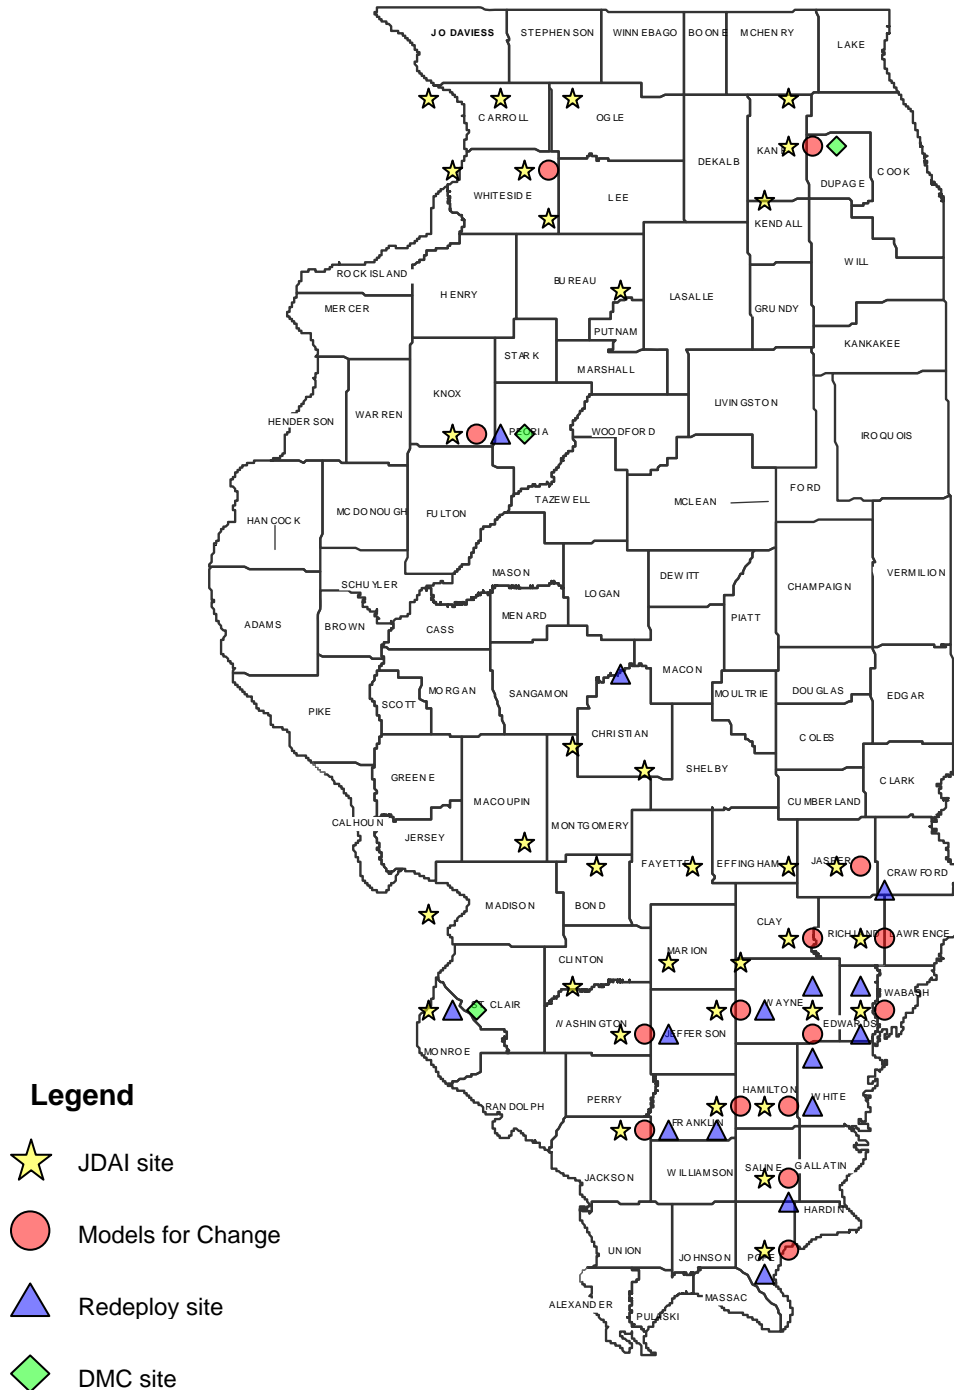 JO DAVIESS
STEPHENSON
WINNEBAGO
BOONE
MCHENRY
LAKE
CARROLL
OGLE
DEKALB
KANE
DUPAGE
COOK
WHITESIDE
LEE
KENDALL
WILL
ROCK ISLAND
HENRY
BUREAU
LASALLE
GRUNDY
MERCER
PUTNAM
KANKAKEE
STARK
MARSHALL
KNOX
LIVINGSTON
WARREN
HENDERSON
PEORIA
WOODFORD
IROQUOIS
TAZEWELL
MCLEAN
FORD
HANCOCK
MCDONOUGH
FULTON
MASON
DEWITT
VERMILION
SCHUYLER
LOGAN
CHAMPAIGN
ADAMS
BROWN
CASS
MENARD
PIATT
MACON
SCOTT
MORGAN
SANGAMON
MOULTRIE
DOUGLAS
EDGAR
PIKE
CHRISTIAN
COLES
SHELBY
GREENE
CLARK
MACOUPIN
CUMBERLAND
CALHOUN
JERSEY
MONTGOMERY
FAYETTE
EFFINGHAM
JASPER
CRAWFORD
MADISON
BOND
CLAY
RICHLAND
LAWRENCE
MARION
CLINTON
ST. CLAIR
WAYNE
WABASH
WASHINGTON
JEFFERSON
EDWARDS
MONROE
HAMILTON
WHITE
RANDOLPH
PERRY
FRANKLIN
JACKSON
WILLIAMSON
SALINE
GALLATIN
HARDIN
UNION
JOHNSON
POPE
ALEXANDER
PULASKI
MASSAC
Legend
JDAI site
Models for Change
Redeploy site
DMC site